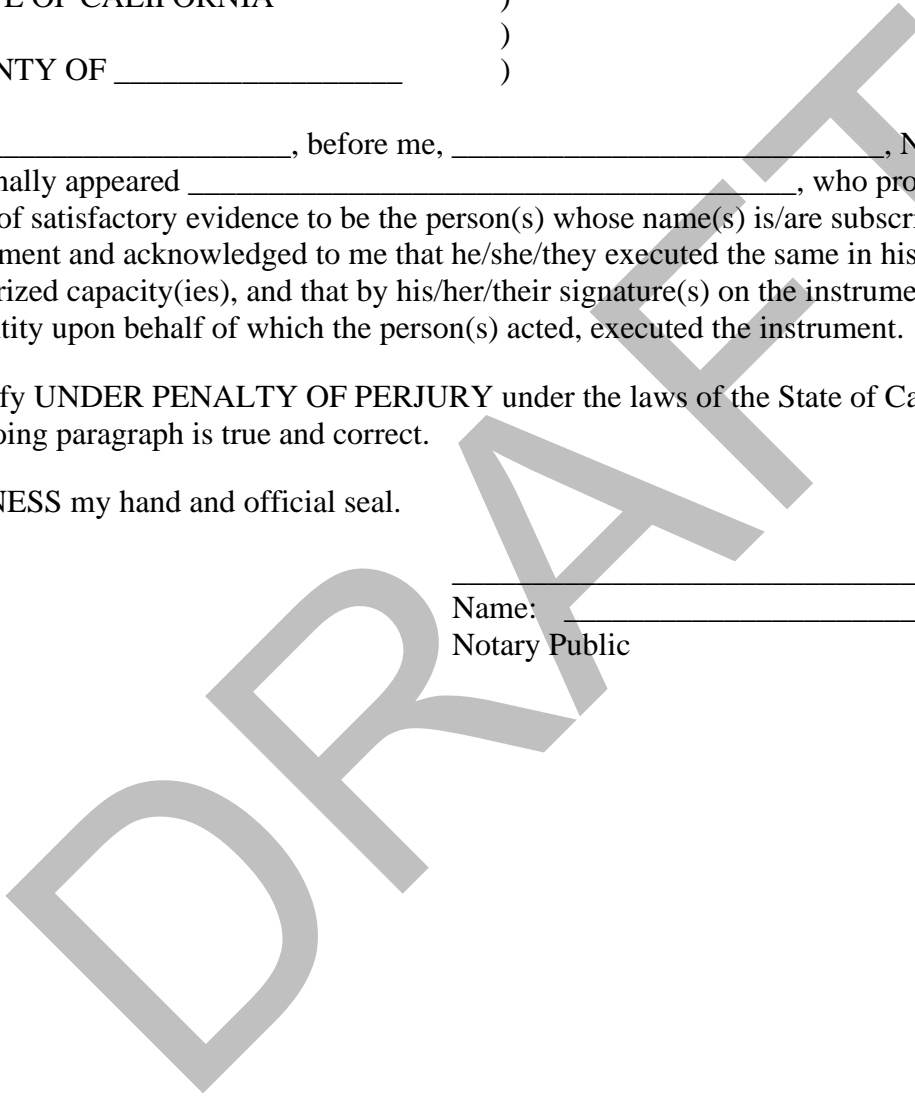 E OF CALIFORNIA )
)
NTY OF __________________ )
__________________, before me, ___________________________, N
nally appeared ______________________________________, who pro
of satisfactory evidence to be the person(s) whose name(s) is/are subscri
ment and acknowledged to me that he/she/they executed the same in his
rized capacity(ies), and that by his/her/their signature(s) on the instrume
tity upon behalf of which the person(s) acted, executed the instrument.
fy UNDER PENALTY OF PERJURY under the laws of the State of Ca
oing paragraph is true and correct.
NESS my hand and official seal.
_____________________________
Name: ______________________
Notary Public
DRAFT